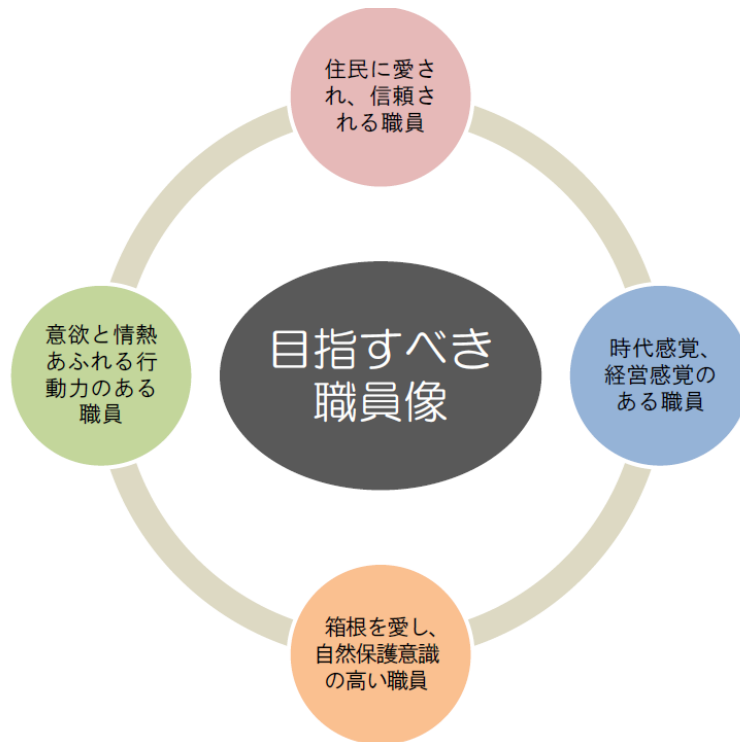 住民に愛さ
れ、信頼さ
れる職員
意欲と情熱
あふれる行
動力のある
職員
目指すべき
職員像
時代感覚、
経営感覚の
ある職員
箱根を愛し、
自然保護意識
の高い職員